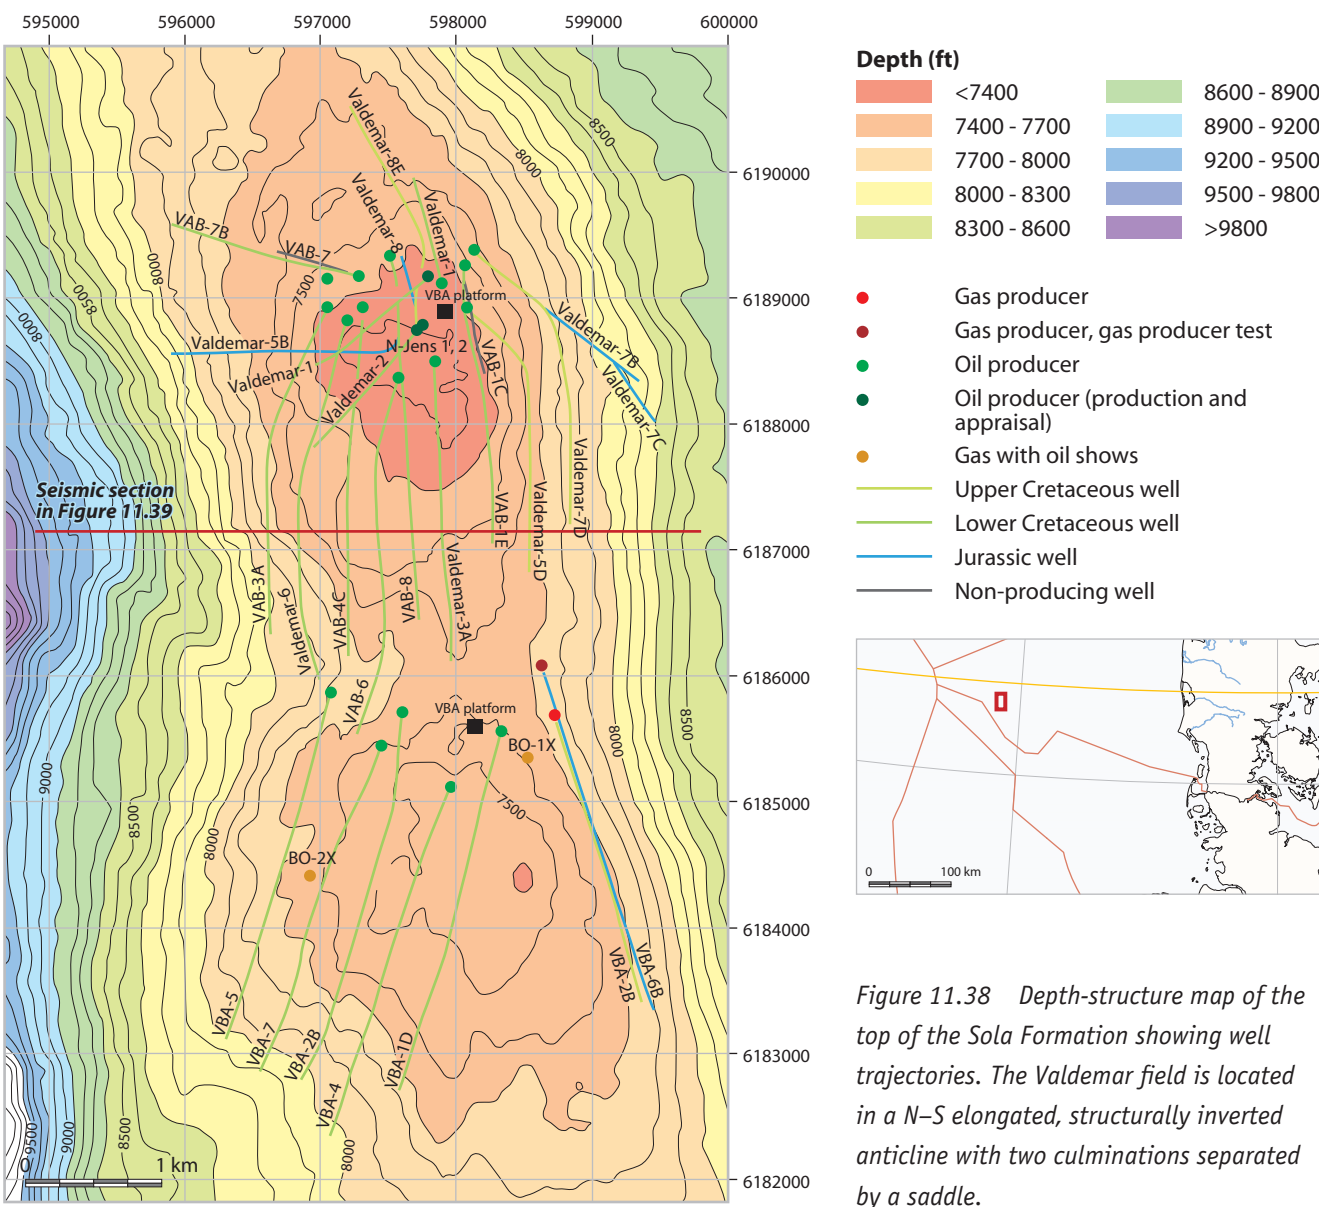 595000
596000
597000
598000
599000
600000
6190000
6189000
6188000
6187000
6186000
6185000
6184000
6183000
6182000
Valdemar-8E
8500
8000
Valdemar-8
Valdemar-1
VAB-7B
VAB-7
8000
7500
8500
8000
VBA platform
Valdemar-5B
N-Jens 1, 2
Valdemar-1
Valdemar-2
VAB-1C
Valdemar-7B
Valdemar-7C
Seismic section
in Figure 11.39
VAB-1E
Valdemar-5D
Valdemar-7D
VAB-3A
Valdemar-6
VAB-4C
VAB-8
Valdemar-3A
VAB-6
VBA platform
BO-1X
8000
8500
9000
8500
8000
7500
BO-2X
VBA-5
VBA-7
VBA-2B
VBA-4
VBA-1D
VBA-2B
VBA-6B
9500
9000
8500
8000
0
1 km
Depth (ft)
<7400
7400 - 7700
7700 - 8000
8000 - 8300
8300 - 8600
8600 - 8900
8900 - 9200
9200 - 9500
9500 - 9800
>9800
Gas producer
Gas producer, gas producer test
Oil producer
Oil producer (production and
appraisal)
Gas with oil shows
Upper Cretaceous well
Lower Cretaceous well
Jurassic well
Non-producing well
0
100 km
Figure 11.38 Depth-structure map of the
top of the Sola Formation showing well
trajectories. The Valdemar field is located
in a N–S elongated, structurally inverted
anticline with two culminations separated
by a saddle.